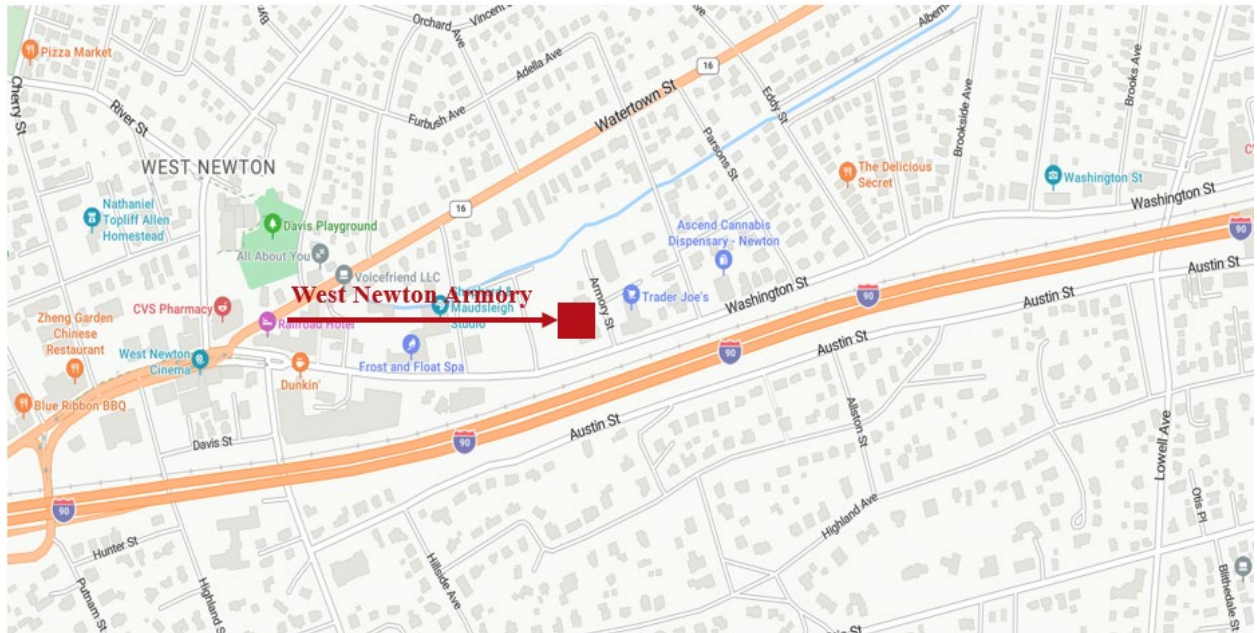 Pizza Market
Orchard Ave
Vincent
Adella Ave
Furbush Ave
Cherry St
River St
WEST NEWTON
16
Watertown St
Eddy St
Parsons St
Brookside Ave
Brooks Ave
The Delicious
Secret
Washington St
Washington St
Nathaniel
Topliff Allen
Homestead
Davis Playground
All About You
16
Ascend Cannabis
Dispensary - Newton
90
Austin St
Voicefriend LLC
West Newton Armory
Maudsleigh
Studio
Armory St
Trader Joe's
Washington St
90
Austin St
CVS Pharmacy
Railroad Hotel
Zheng Garden
Chinese
Restaurant
West Newton
Cinema
Dunkin'
Frost and Float Spa
90
Austin St
Blue Ribbon BBQ
Davis St
90
Austin St
Allston St
Lowell Ave
90
Highland Ave
Otis Pl
Hunter St
Putnam St
Highland S
Hillside Ave
Blithedale St